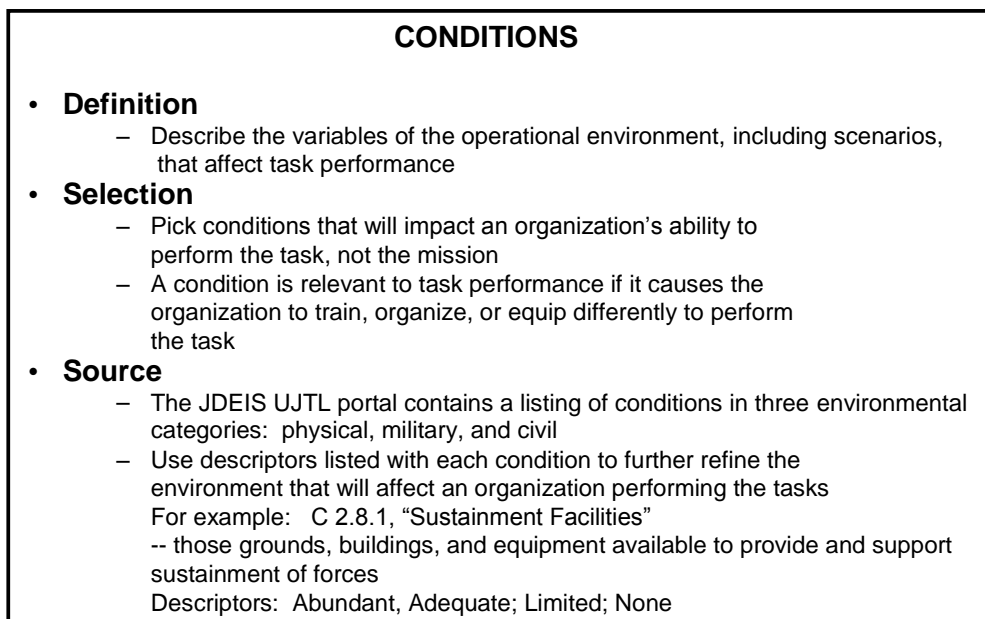 CONDITIONS
• Definition
– Describe the variables of the operational environment, including scenarios,
that affect task performance
• Selection
– Pick conditions that will impact an organization’s ability to
perform the task, not the mission
– A condition is relevant to task performance if it causes the
organization to train, organize, or equip differently to perform
the task
• Source
– The JDEIS UJTL portal contains a listing of conditions in three environmental
categories: physical, military, and civil
– Use descriptors listed with each condition to further refine the
environment that will affect an organization performing the tasks
For example: C 2.8.1, “Sustainment Facilities”
-- those grounds, buildings, and equipment available to provide and support
sustainment of forces
Descriptors: Abundant, Adequate; Limited; None